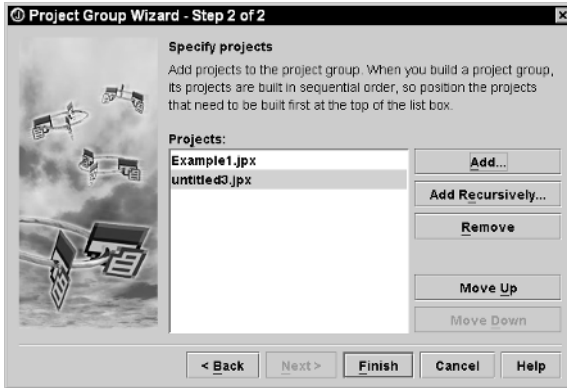 Project Group Wizard - Step 2 of 2
Specify projects
Add projects to the project group. When you build a project group,
its projects are built in sequential order, so position the projects
that need to be built first at the top of the list box.
Projects:
Example1.jpx
untitled3.jpx
Add...
Add Recursively...
Remove
Move Up
Move Down
< Back
Next >
Finish
Cancel
Help